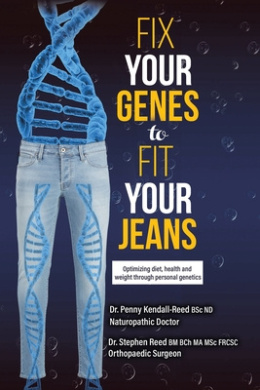 FIX
YOUR
GENES
to
FIT
YOUR
JEANS
Optimizing diet, health and
weight through personal genetics
Dr. Penny Kendall-Reed BSc ND
Naturopathic Doctor
Dr. Stephen Reed BM BCh MA MSc FRCSC
Orthopaedic Surgeon